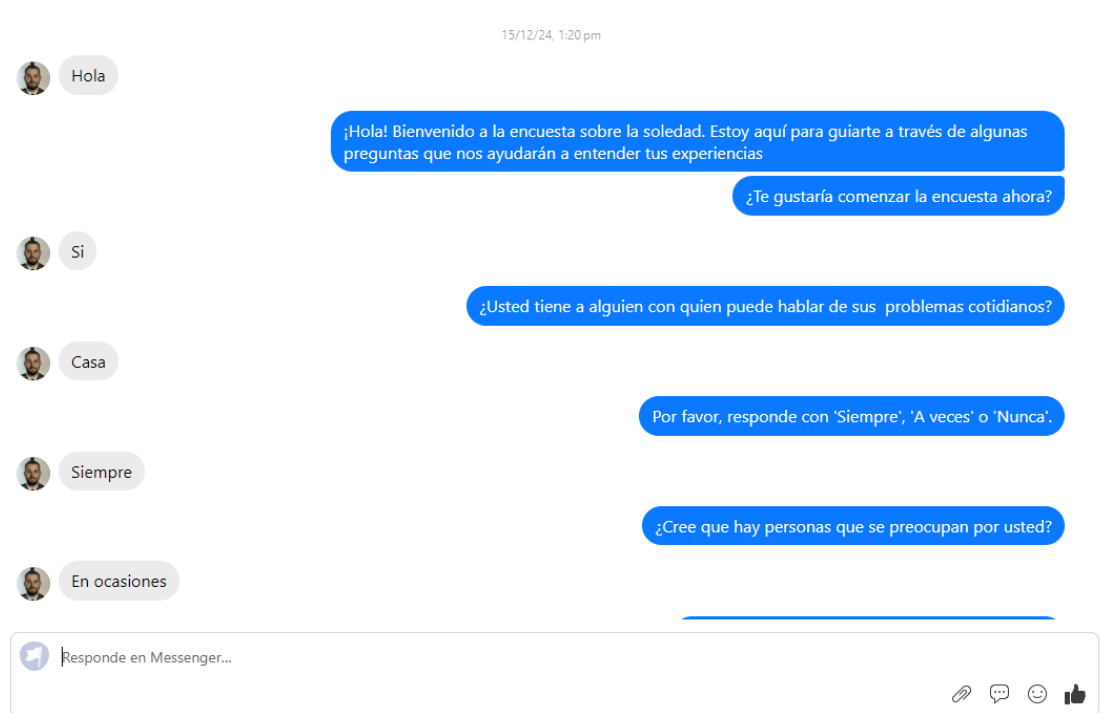 15/12/24, 1:20 pm
Hola
¡Hola! Bienvenido a la encuesta sobre la soledad. Estoy aquí para guiarte a través de algunas
preguntas que nos ayudarán a entender tus experiencias
¿Te gustaría comenzar la encuesta ahora?
Si
¿Usted tiene a alguien con quien puede hablar de sus  problemas cotidianos?
Casa
Por favor, responde con 'Siempre', 'A veces' o 'Nunca'.
Siempre
¿Cree que hay personas que se preocupan por usted?
En ocasiones
Responde en Messenger...